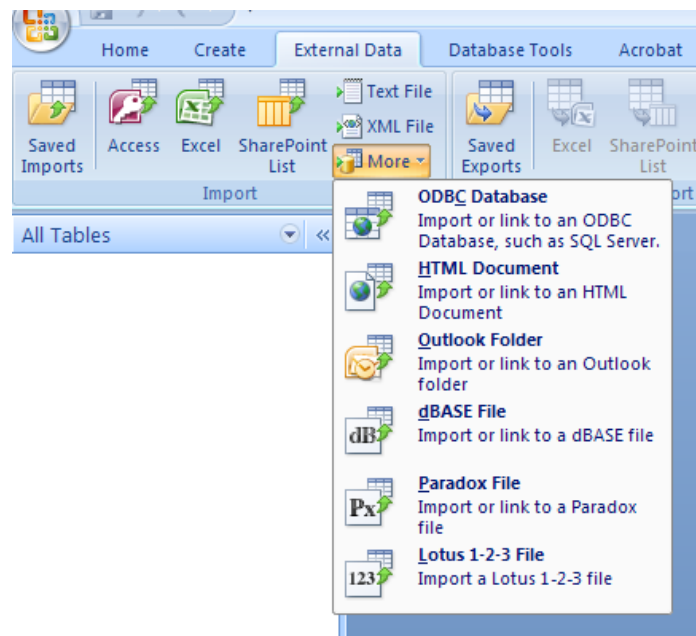 Home Create External Data Database Tools Acrobat
Text File
XML File
More
Saved Imports
Access
Excel
SharePoint List
Saved Exports
Excel
SharePoint List
Import
All Tables
ODBC Database
Import or link to an ODBC
Database, such as SQL Server.
HTML Document
Import or link to an HTML
Document
Outlook Folder
Import or link to an Outlook
folder
dB
dBASE File
Import or link to a dBASE file
Px
Paradox File
Import or link to a Paradox
file
123
Lotus 1-2-3 File
Import a Lotus 1-2-3 file